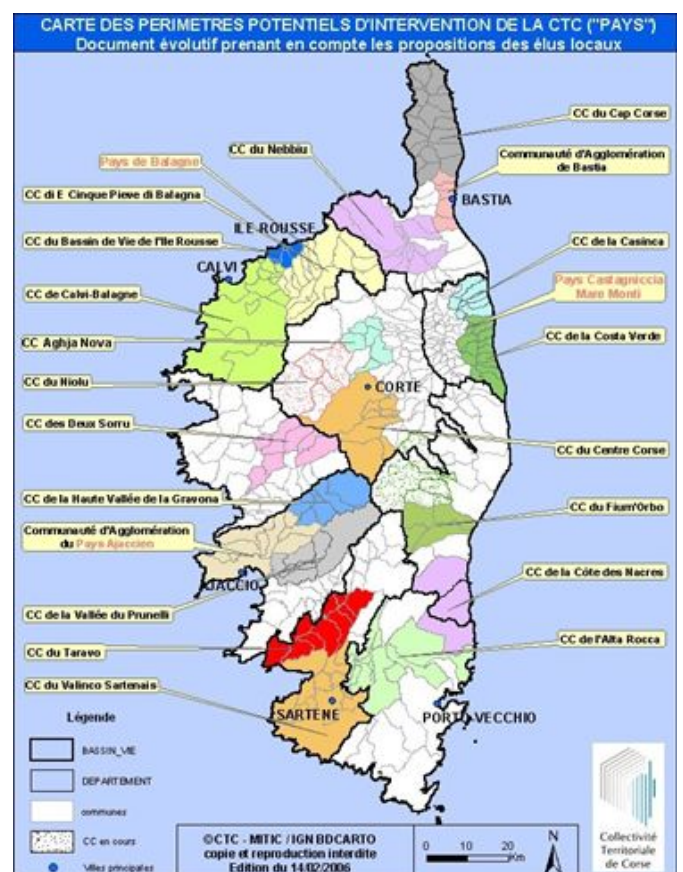 CARTE DES PERIMETRES POTENTIELS D'INTERVENTION DE LA CTC ("PAYS")
Document évolutif prenant en compte les propositions des élus locaux
CC du Cap Corse
CC du Nebbiu
Communauté d'Agglomération
de Bastia
Pays de Balagne
CC di E Cinque Pieve di Balagna
BASTIA
ILE ROUSSE
CC du Bassin de Vie de l'Ile Rousse
CC de la Casinca
CALVI
Pays Castagniccia
Mare Monti
CC de Calvi-Balagne
CC de la Costa Verde
CC Aghja Nova
CC du Niolu
CORTE
CC des Deux Sorru
CC du Centre Corse
CC de la Haute Vallée de la Gravona
CC du Fium'Orbo
Communauté d'Agglomération
du Pays Ajaccien
CC de la Côte des Nacres
AJACCIO
CC de la Vallée du Prunelli
CC de l'Alta Rocca
CC du Taravo
CC du Valinco Sartenais
SARTENE
PORTO VECCHIO
Légende
BASSIN_VIE
DEPARTEMENT
communes
CC en cours
Villes principales
©CTC - MITIC / IGN BDCARTO
copie et reproduction interdite
Edition du 14/02/2006
0 10 20
Km
N
Collectivité
Territoriale
de Corse